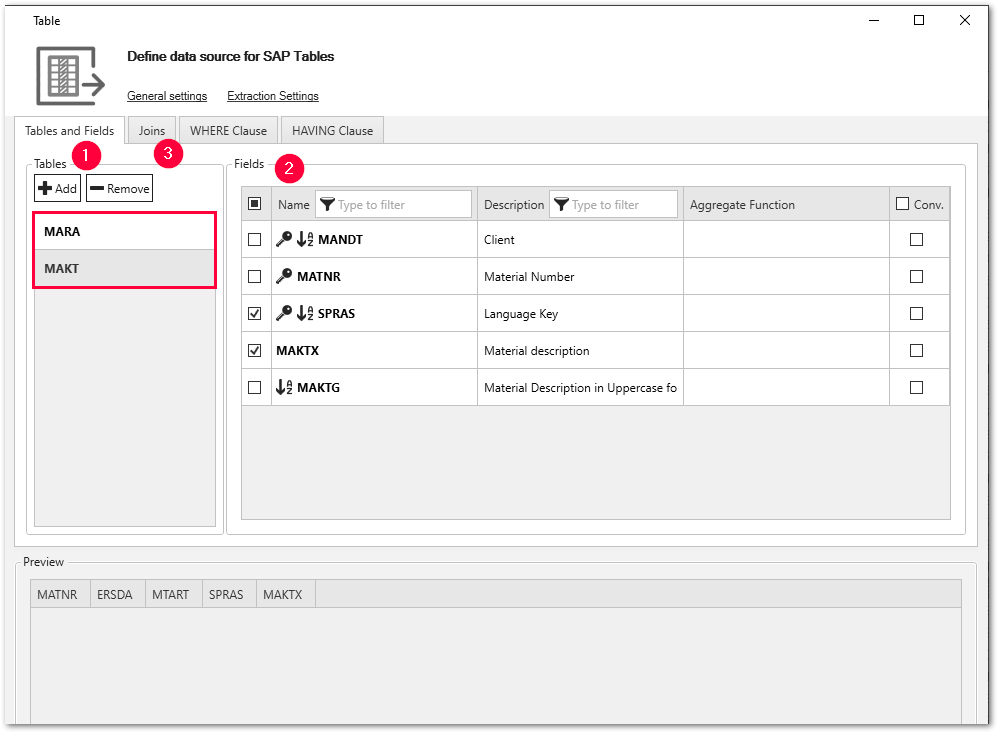 Table
Define data source for SAP Tables
General settings Extraction Settings
Tables and Fields Joins WHERE Clause HAVING Clause
1 3
Tables Fields 2
Add Remove
MARA
MAKT
Name Type to filter Description Type to filter Aggregate Function Conv.
MANDT Client
MATNR Material Number
SPRAS Language Key
MAKTX Material description
MAKTG Material Description in Uppercase fo
Preview
MATNR ERSDA MTART SPRAS MAKTX